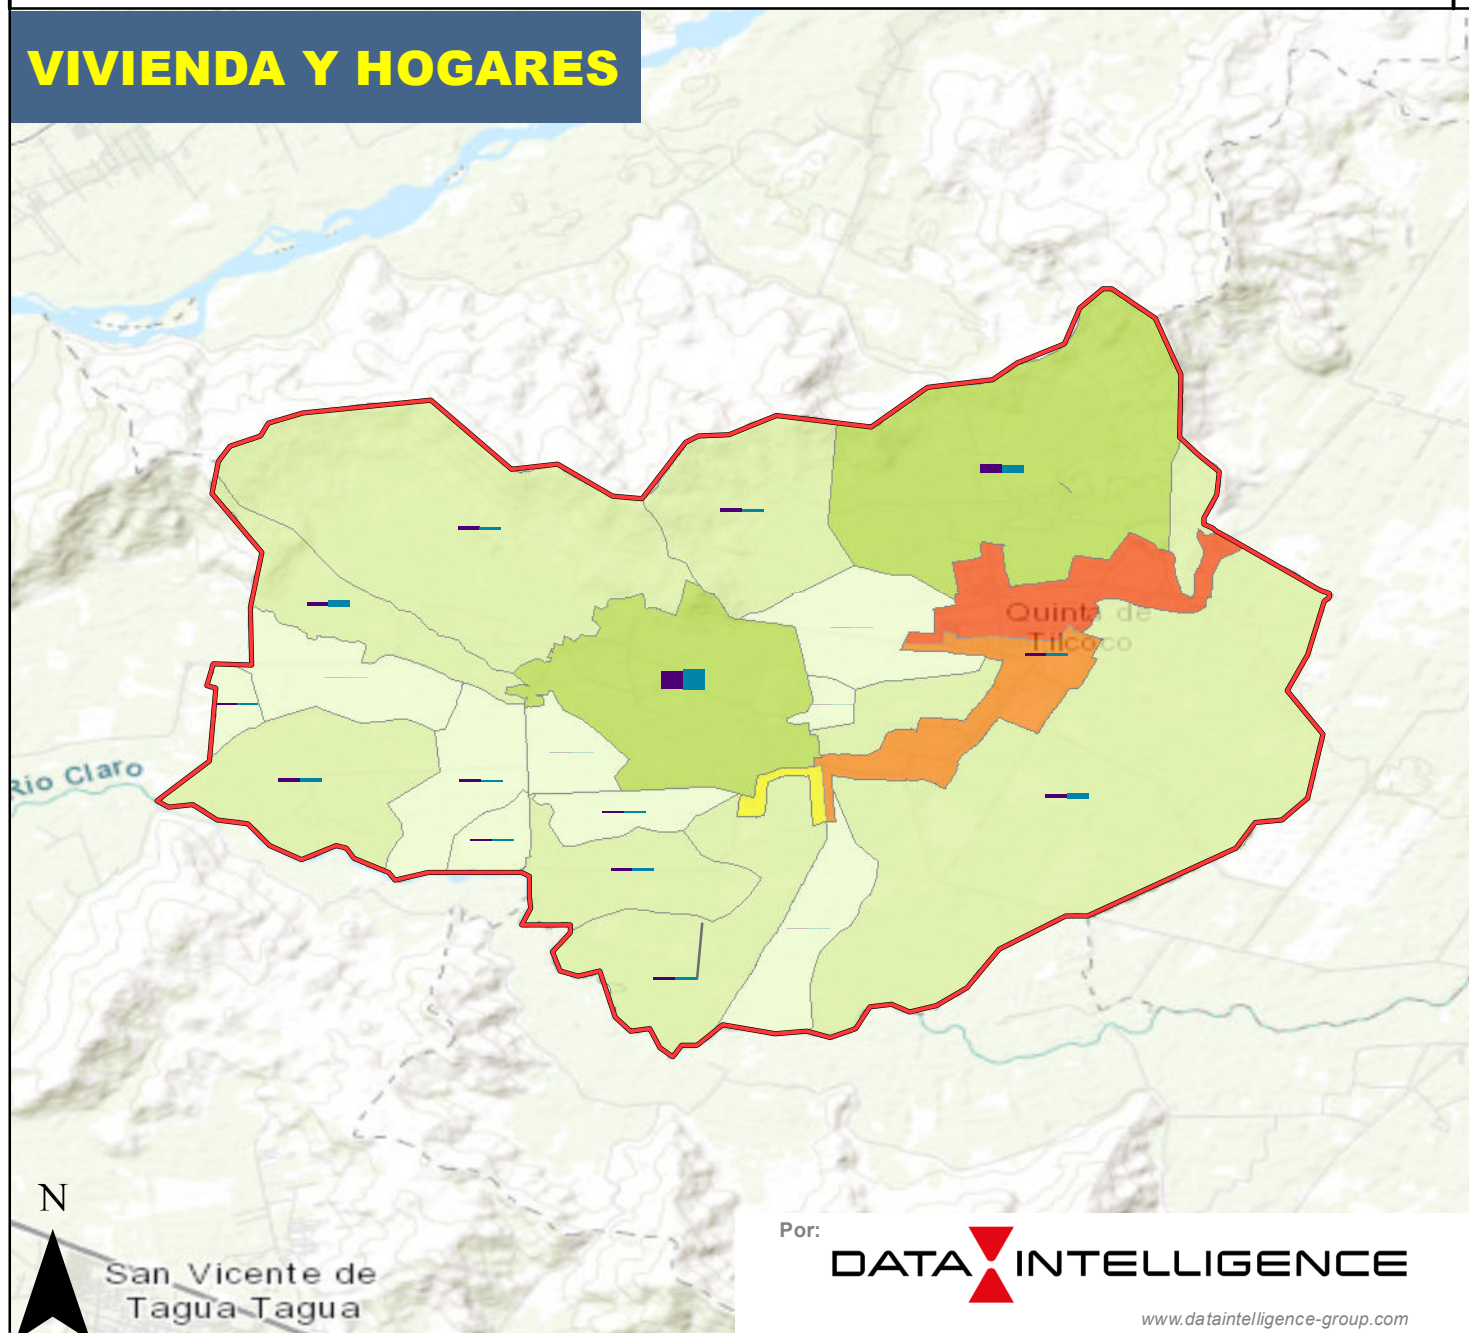 VIVIENDA Y HOGARES
Quinta de
Tilcoco
Rio Claro
N
San Vicente de
Tagua Tagua
Por:
DATA INTELLIGENCE
www.dataintelligence-group.com